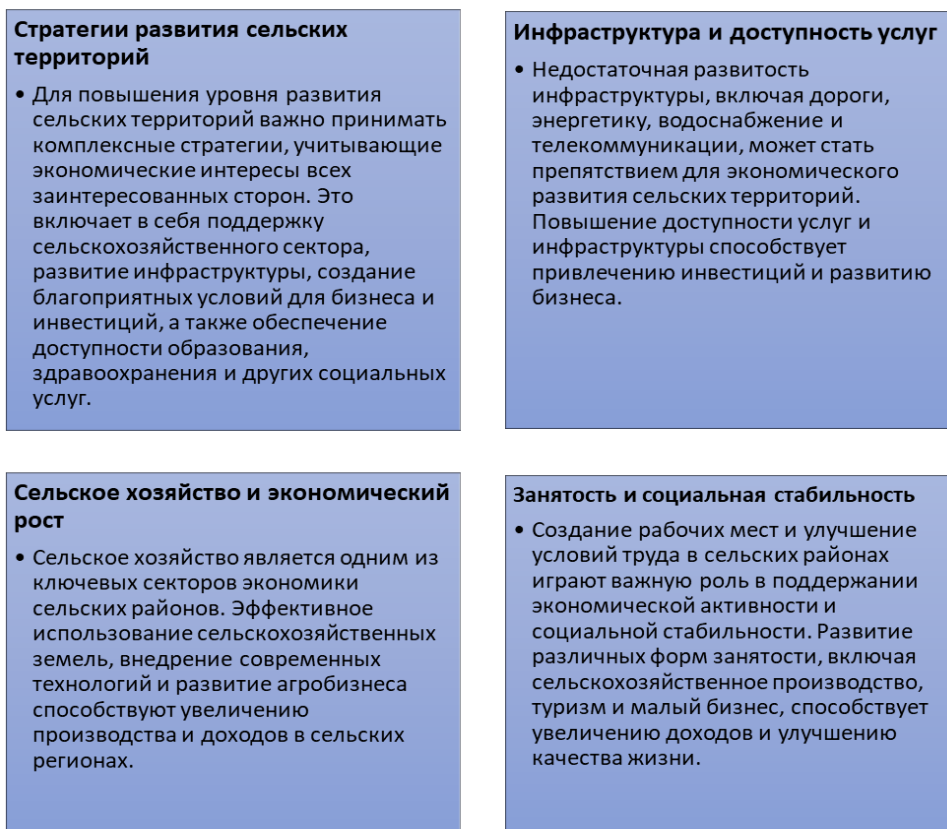 Стратегии развития сельских
территорий
• Для повышения уровня развития
сельских территорий важно принимать
комплексные стратегии, учитывающие
экономические интересы всех
заинтересованных сторон. Это
включает в себя поддержку
сельскохозяйственного сектора,
развитие инфраструктуры, создание
благоприятных условий для бизнеса и
инвестиций, а также обеспечение
доступности образования,
здравоохранения и других социальных
услуг.
Инфраструктура и доступность услуг
• Недостаточная развитость
инфраструктуры, включая дороги,
энергетику, водоснабжение и
телекоммуникации, может стать
препятствием для экономического
развития сельских территорий.
Повышение доступности услуг и
инфраструктуры способствует
привлечению инвестиций и развитию
бизнеса.
Сельское хозяйство и экономический
рост
• Сельское хозяйство является одним из
ключевых секторов экономики
сельских районов. Эффективное
использование сельскохозяйственных
земель, внедрение современных
технологий и развитие агробизнеса
способствуют увеличению
производства и доходов в сельских
регионах.
Занятость и социальная стабильность
• Создание рабочих мест и улучшение
условий труда в сельских районах
играют важную роль в поддержании
экономической активности и
социальной стабильности. Развитие
различных форм занятости, включая
сельскохозяйственное производство,
туризм и малый бизнес, способствует
увеличению доходов и улучшению
качества жизни.